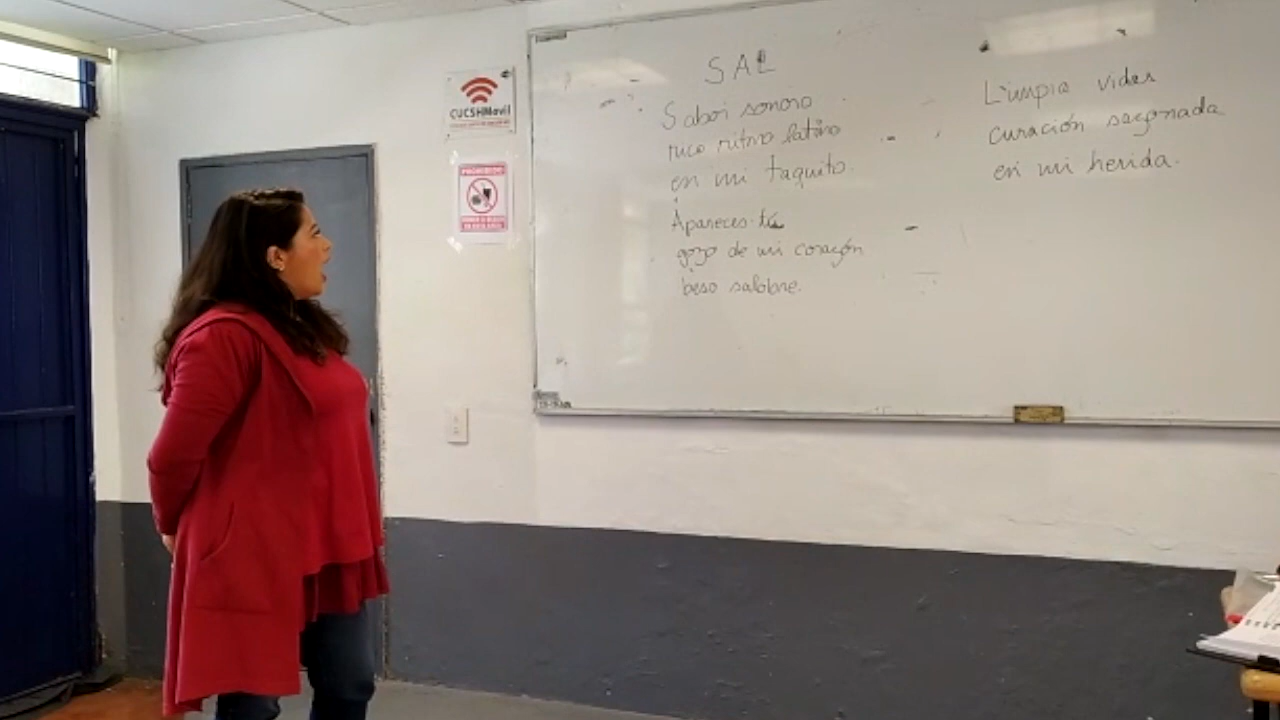 CUCSHMovil
PROHIBIDO
SAL
Sabor sonoro
rico ritmo latino
en mi taquito.
Apareces tú
gozo de mi corazón
beso salobre.
Limpia vidas
curación sazonada
en mi herida.